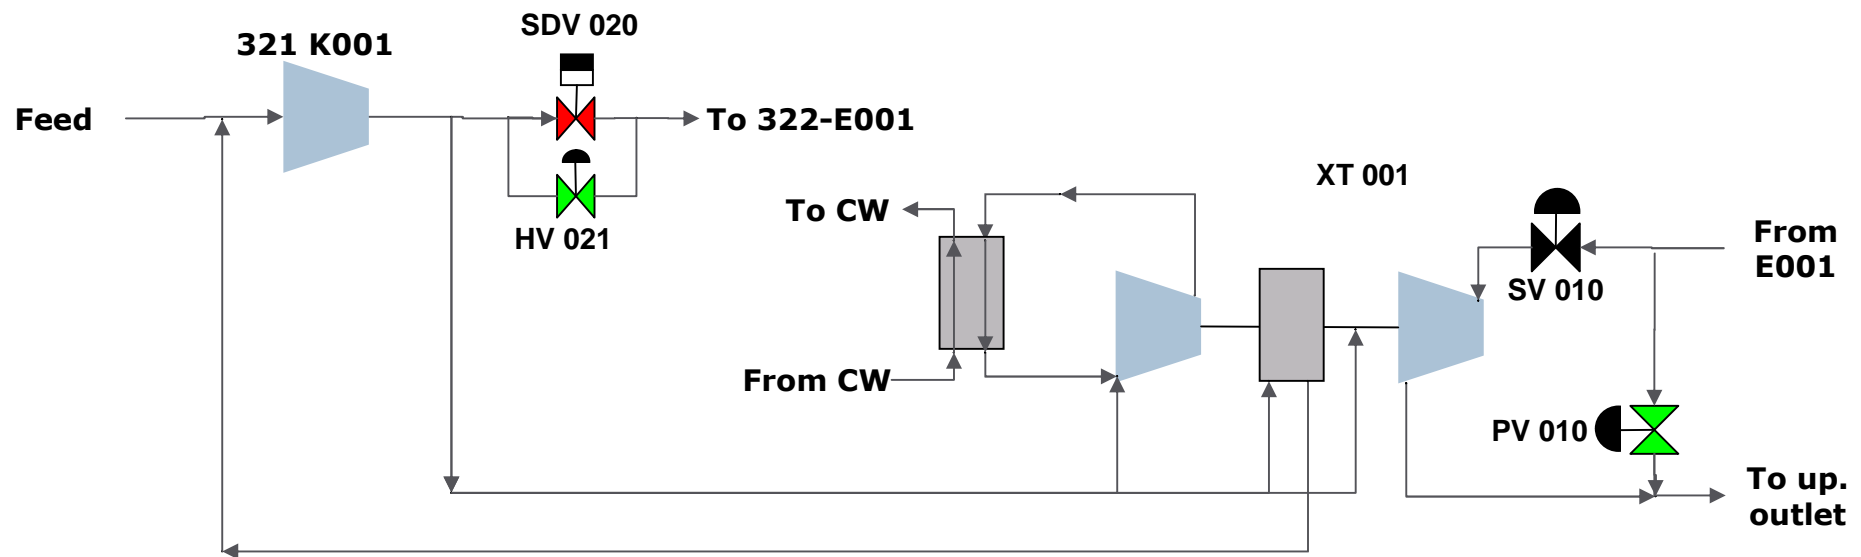 SDV 020
321 K001
Feed
To 322-E001
HV 021
XT 001
To CW
From
E001
SV 010
From CW
PV 010
To up.
outlet